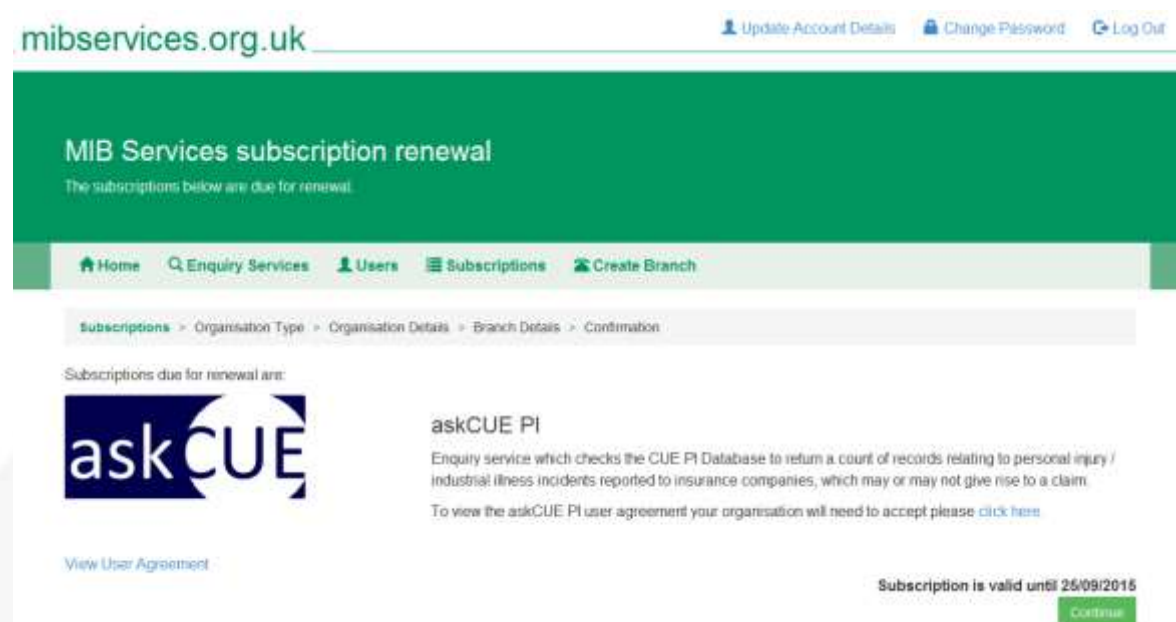 mibservices.org.uk
Update Account Details Change Password Log Out
MIB Services subscription renewal
The subscriptions below are due for renewal.
Home Enquiry Services Users Subscriptions Create Branch
Subscriptions > Organisation Type > Organisation Details > Branch Details > Confirmation
Subscriptions due for renewal are:
askCUE
askCUE PI
Enquiry service which checks the CUE PI Database to return a count of records relating to personal injury /
industrial illness incidents reported to insurance companies, which may or may not give rise to a claim.
To view the askCUE PI user agreement your organisation will need to accept please click here
View User Agreement
Subscription is valid until 25/09/2015
Continue